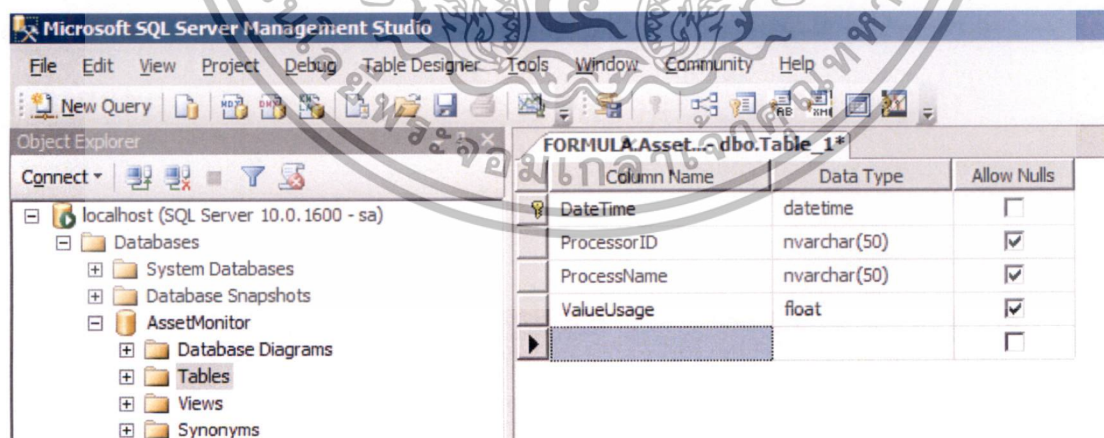 Microsoft SQL Server Management Studio
File Edit View Project Debug Table Designer Tools Window Community Help
New Query
Object Explorer
Connect
localhost (SQL Server 10.0.1600 - sa)
Databases
System Databases
Database Snapshots
AssetMonitor
Database Diagrams
Tables
Views
Synonyms
FORMULA.Asset...- dbo.Table_1*
Column Name Data Type Allow Nulls
DateTime datetime
ProcessorID nvarchar(50)
ProcessName nvarchar(50)
ValueUsage float